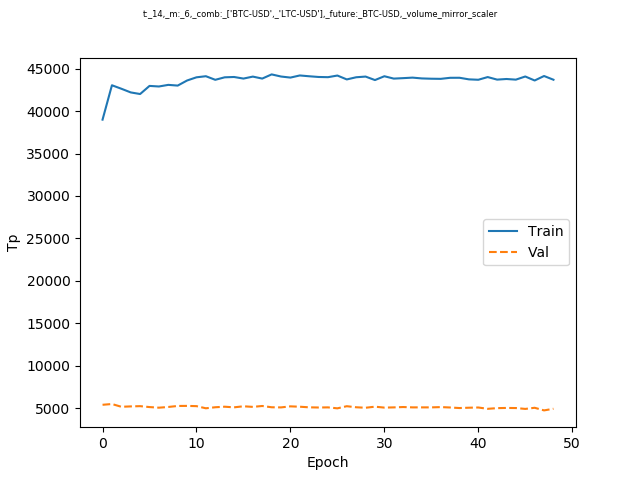 t:_14,_m:_6,_comb:_['BTC-USD',_'LTC-USD'],_future:_BTC-USD,_volume_mirror_scaler
45000
40000
35000
30000
25000
20000
15000
10000
5000
Tp
Train
Val
0 10 20 30 40 50
Epoch